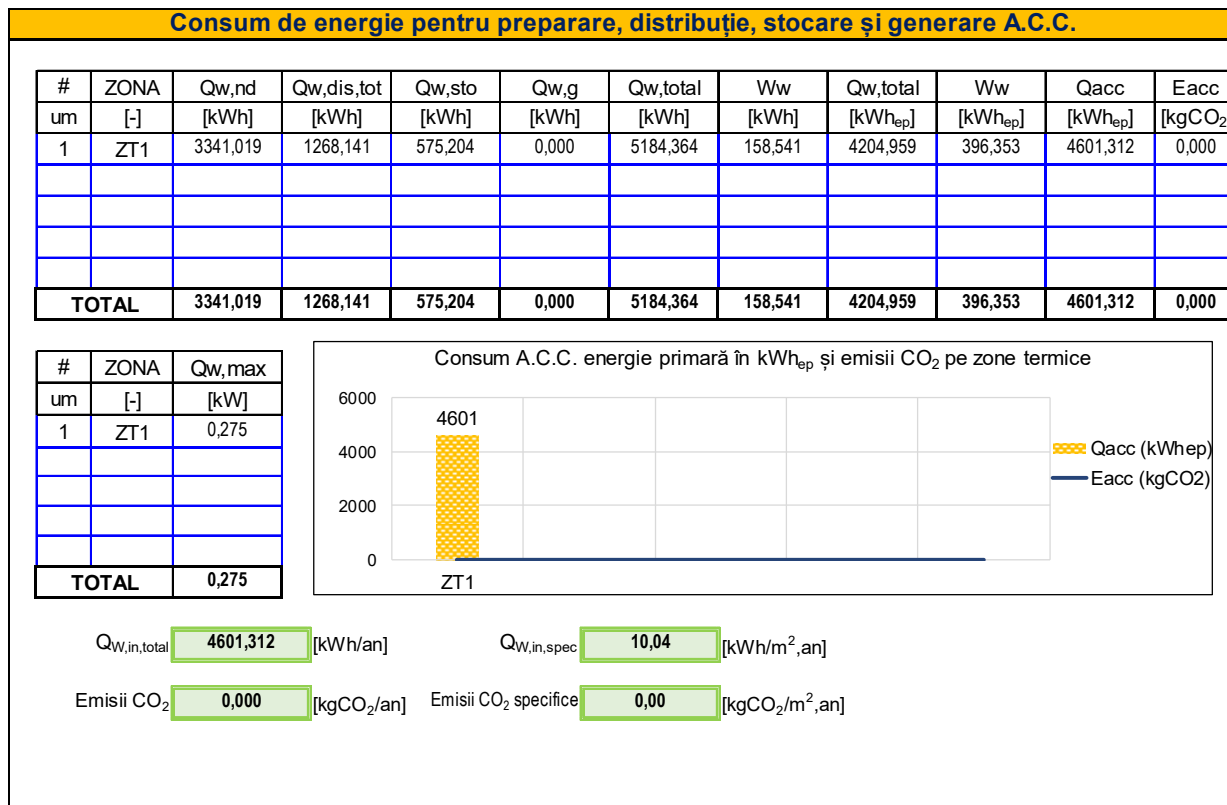 Consum de energie pentru preparare, distribuție, stocare și generare A.C.C.
# ZONA Qw,nd Qw,dis,tot Qw,sto Qw,g Qw,total Ww Qw,total Ww Qacc Eacc
um [-] [kWh] [kWh] [kWh] [kWh] [kWh] [kWh] [kWhep] [kWhep] [kWhep] [kgCO2
1 ZT1 3341,019 1268,141 575,204 0,000 5184,364 158,541 4204,959 396,353 4601,312 0,000
TOTAL 3341,019 1268,141 575,204 0,000 5184,364 158,541 4204,959 396,353 4601,312 0,000
# ZONA Qw,max
um [-] [kW]
1 ZT1 0,275
TOTAL 0,275
Consum A.C.C. energie primară în kWhep și emisii CO2 pe zone termice
6000
4601
4000
2000
0
ZT1
Qacc (kWhep)
Eacc (kgCO2)
QW,in,total 4601,312 [kWh/an] QW,in,spec 10,04 [kWh/m²,an]
Emisii CO2 0,000 [kgCO2/an] Emisii CO2 specifice 0,00 [kgCO2/m²,an]